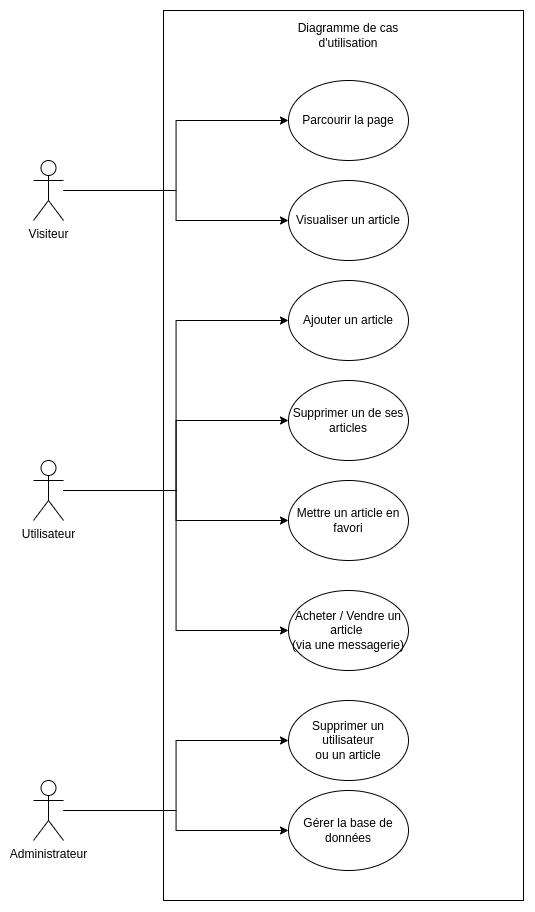 Diagramme de cas
d'utilisation
Parcourir la page
Visualiser un article
Visiteur
Ajouter un article
Supprimer un de ses
articles
Utilisateur
Mettre un article en
favori
Acheter / Vendre un
article
(via une messagerie)
Supprimer un
utilisateur
ou un article
Administrateur
Gérer la base de
données